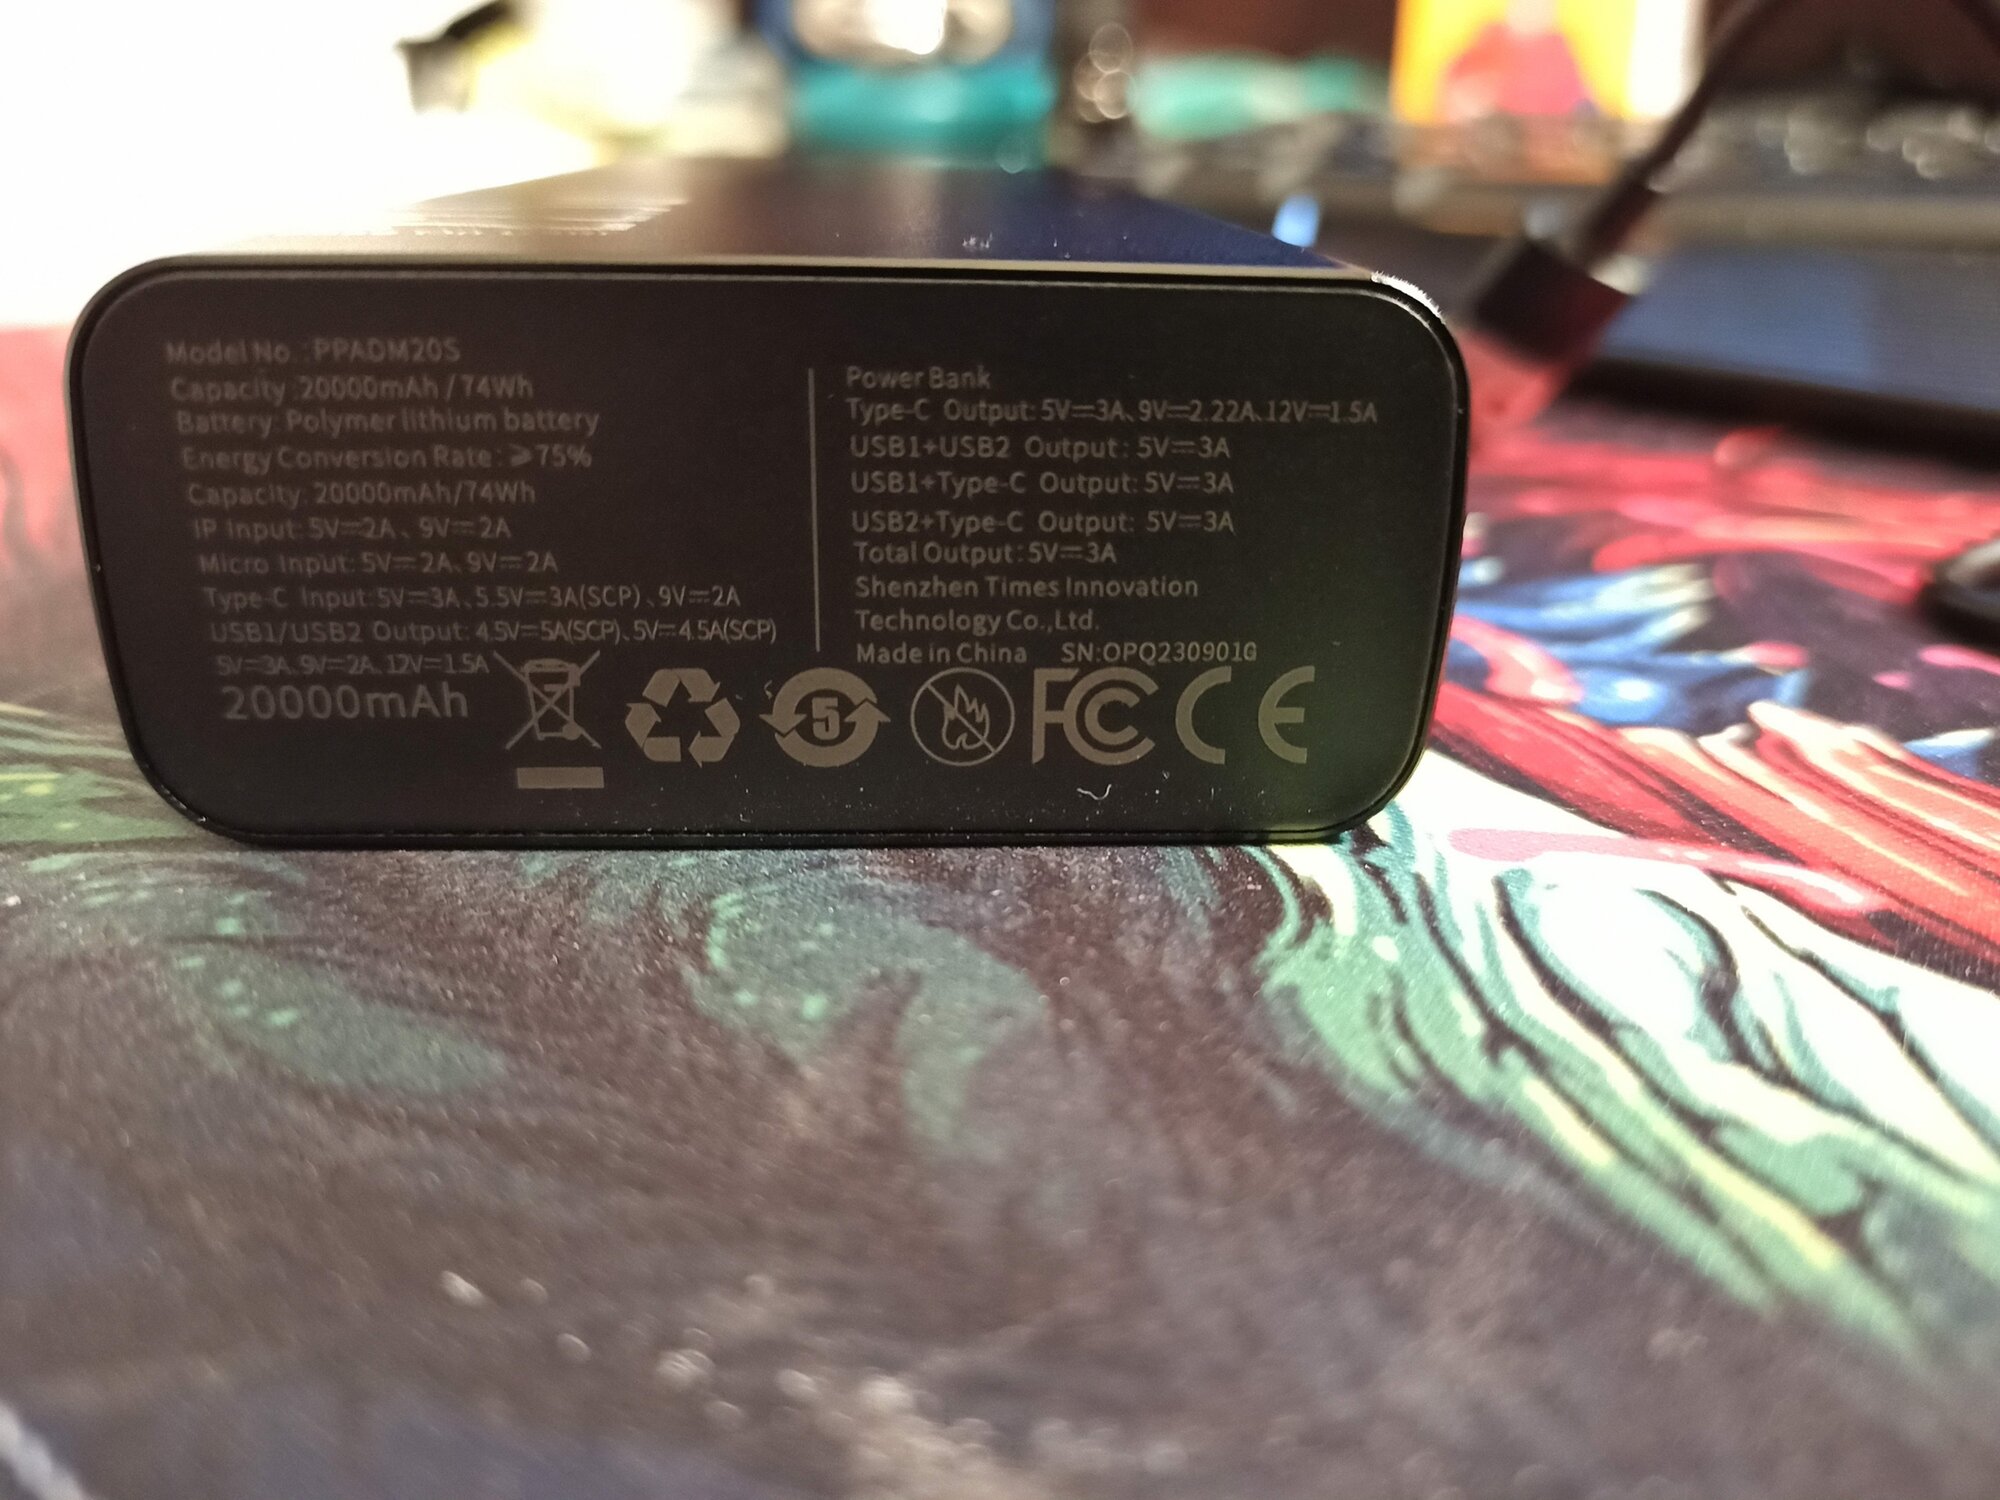 Model No. : PPADM20S
Capacity :20000mAh / 74Wh
Battery: Polymer lithium battery
Energy Conversion Rate : ⩾75%
Capacity: 20000mAh/74Wh
IP Input: 5V⎓2A、9V⎓2A
Micro Input: 5V⎓2A、9V⎓2A
Type-C Input:5V⎓3A、5.5V⎓3A(SCP)、9V⎓2A
USB1/USB2 Output: 4.5V⎓5A(SCP)、5V⎓4.5A(SCP)
5V⎓3A、9V⎓2A、12V⎓1.5A
20000mAh
Power Bank
Type-C Output: 5V⎓3A、9V⎓2.22A、12V⎓1.5A
USB1+USB2 Output: 5V⎓3A
USB1+Type-C Output: 5V⎓3A
USB2+Type-C Output: 5V⎓3A
Total Output: 5V⎓3A
Shenzhen Times Innovation
Technology Co.,Ltd.
Made in China SN:OPQ230901G
5 FC CE